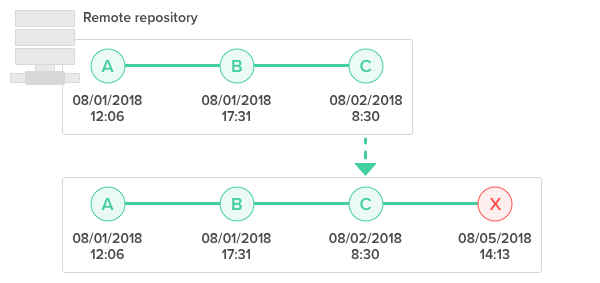 Remote repository
A B C
08/01/2018 08/01/2018 08/02/2018
12:06 17:31 8:30
A B C X
08/01/2018 08/01/2018 08/02/2018 08/05/2018
12:06 17:31 8:30 14:13